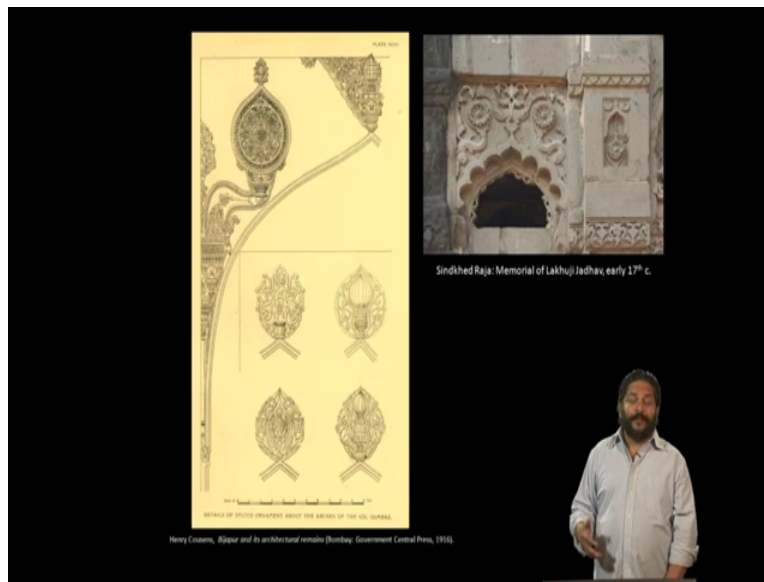 PLATE
Sindkhed Raja: Memorial of Lakhuji Jadhav, early 17th c.
DETAILS OF STUCCO ORNAMENT ABOUT THE ARCHES OF THE GOL GUMBAZ.
Henry Cousens, Bijapur and its architectural remains (Bombay: Government Central Press, 1916).